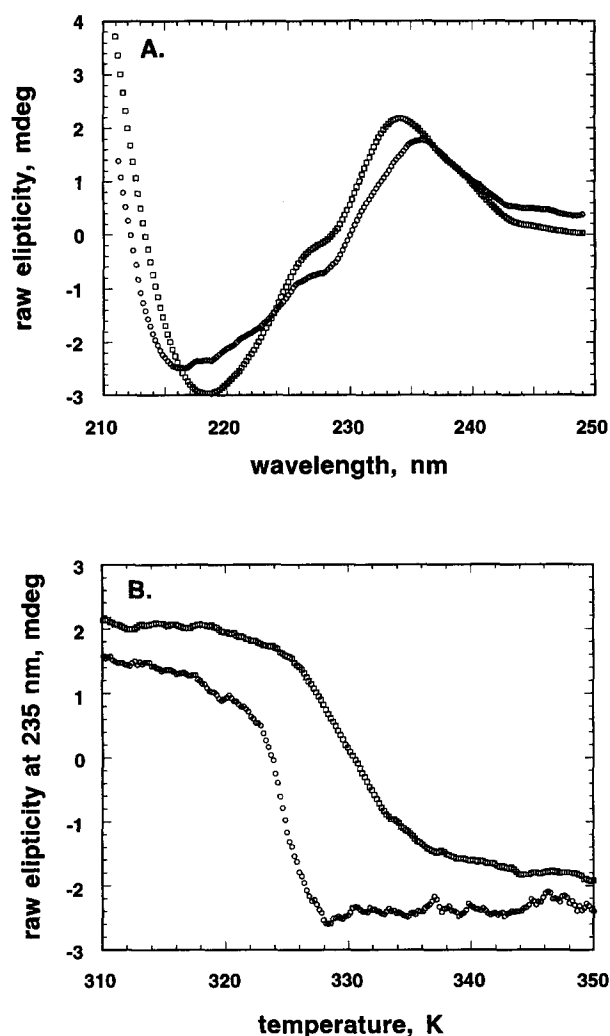 A.
raw elipticity, mdeg
4
3
2
1
0
-1
-2
-3
210 220 230 240 250
wavelength, nm
B.
raw elipticity at 235 nm, mdeg
3
2
1
0
-1
-2
-3
310 320 330 340 350
temperature, K